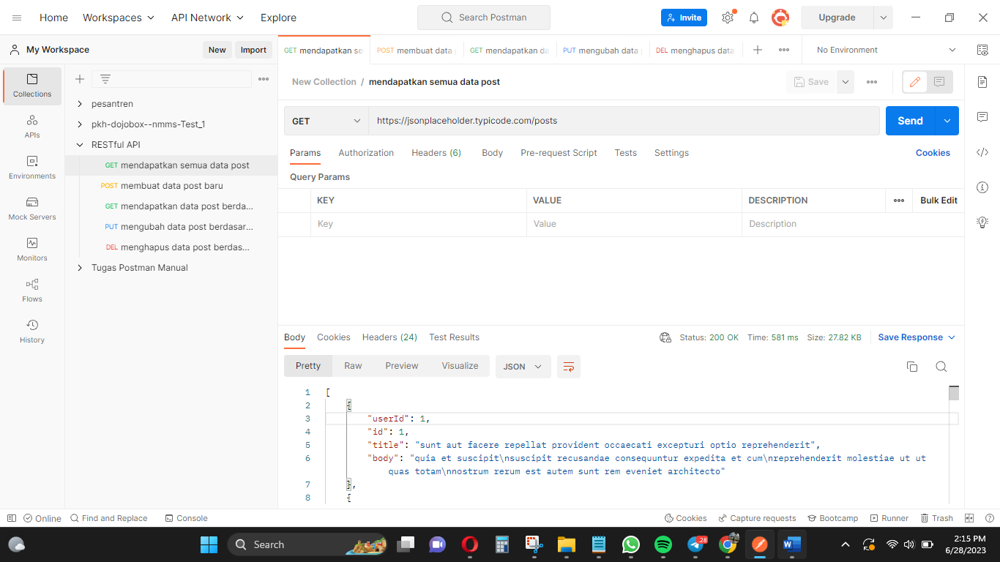 Home Workspaces API Network Explore Search Postman Invite Upgrade
My Workspace New Import
GET mendapatkan se POST membuat data GET mendapatkan da PUT mengubah data DEL menghapus data No Environment
Collections
APIs
Environments
Mock Servers
Monitors
Flows
History
pesantren
pkh-dojobox--nmms-Test_1
RESTful API
GET mendapatkan semua data post
POST membuat data post baru
GET mendapatkan data post berda...
PUT mengubah data post berdasar...
DEL menghapus data post berdas...
Tugas Postman Manual
New Collection / mendapatkan semua data post Save
GET https://jsonplaceholder.typicode.com/posts Send
Params Authorization Headers (6) Body Pre-request Script Tests Settings Cookies
Query Params
KEY VALUE DESCRIPTION Bulk Edit
Key Value Description
Body Cookies Headers (24) Test Results Status: 200 OK Time: 581 ms Size: 27.82 KB Save Response
Pretty Raw Preview Visualize JSON
1 [
2 {
3 "userId": 1,
4 "id": 1,
5 "title": "sunt aut facere repellat provident occaecati excepturi optio reprehenderit",
6 "body": "quia et suscipit\nsuscipit recusandae consequuntur expedita et cum\nreprehenderit molestiae ut ut
quas totam\nnostrum rerum est autem sunt rem eveniet architecto"
7 },
8 {
Online Find and Replace Console Cookies Capture requests Bootcamp Runner Trash
Search 28 2:15 PM
6/28/2023